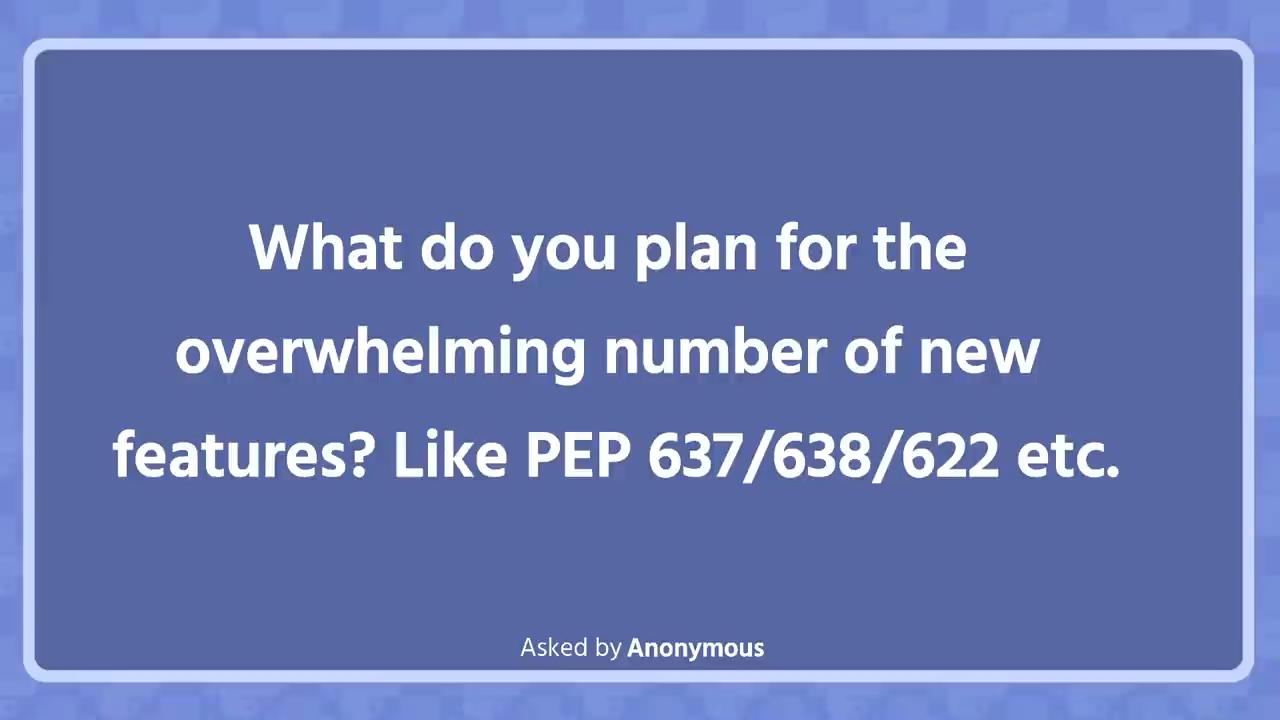 What do you plan for the
overwhelming number of new
features? Like PEP 637/638/622 etc.
Asked by Anonymous